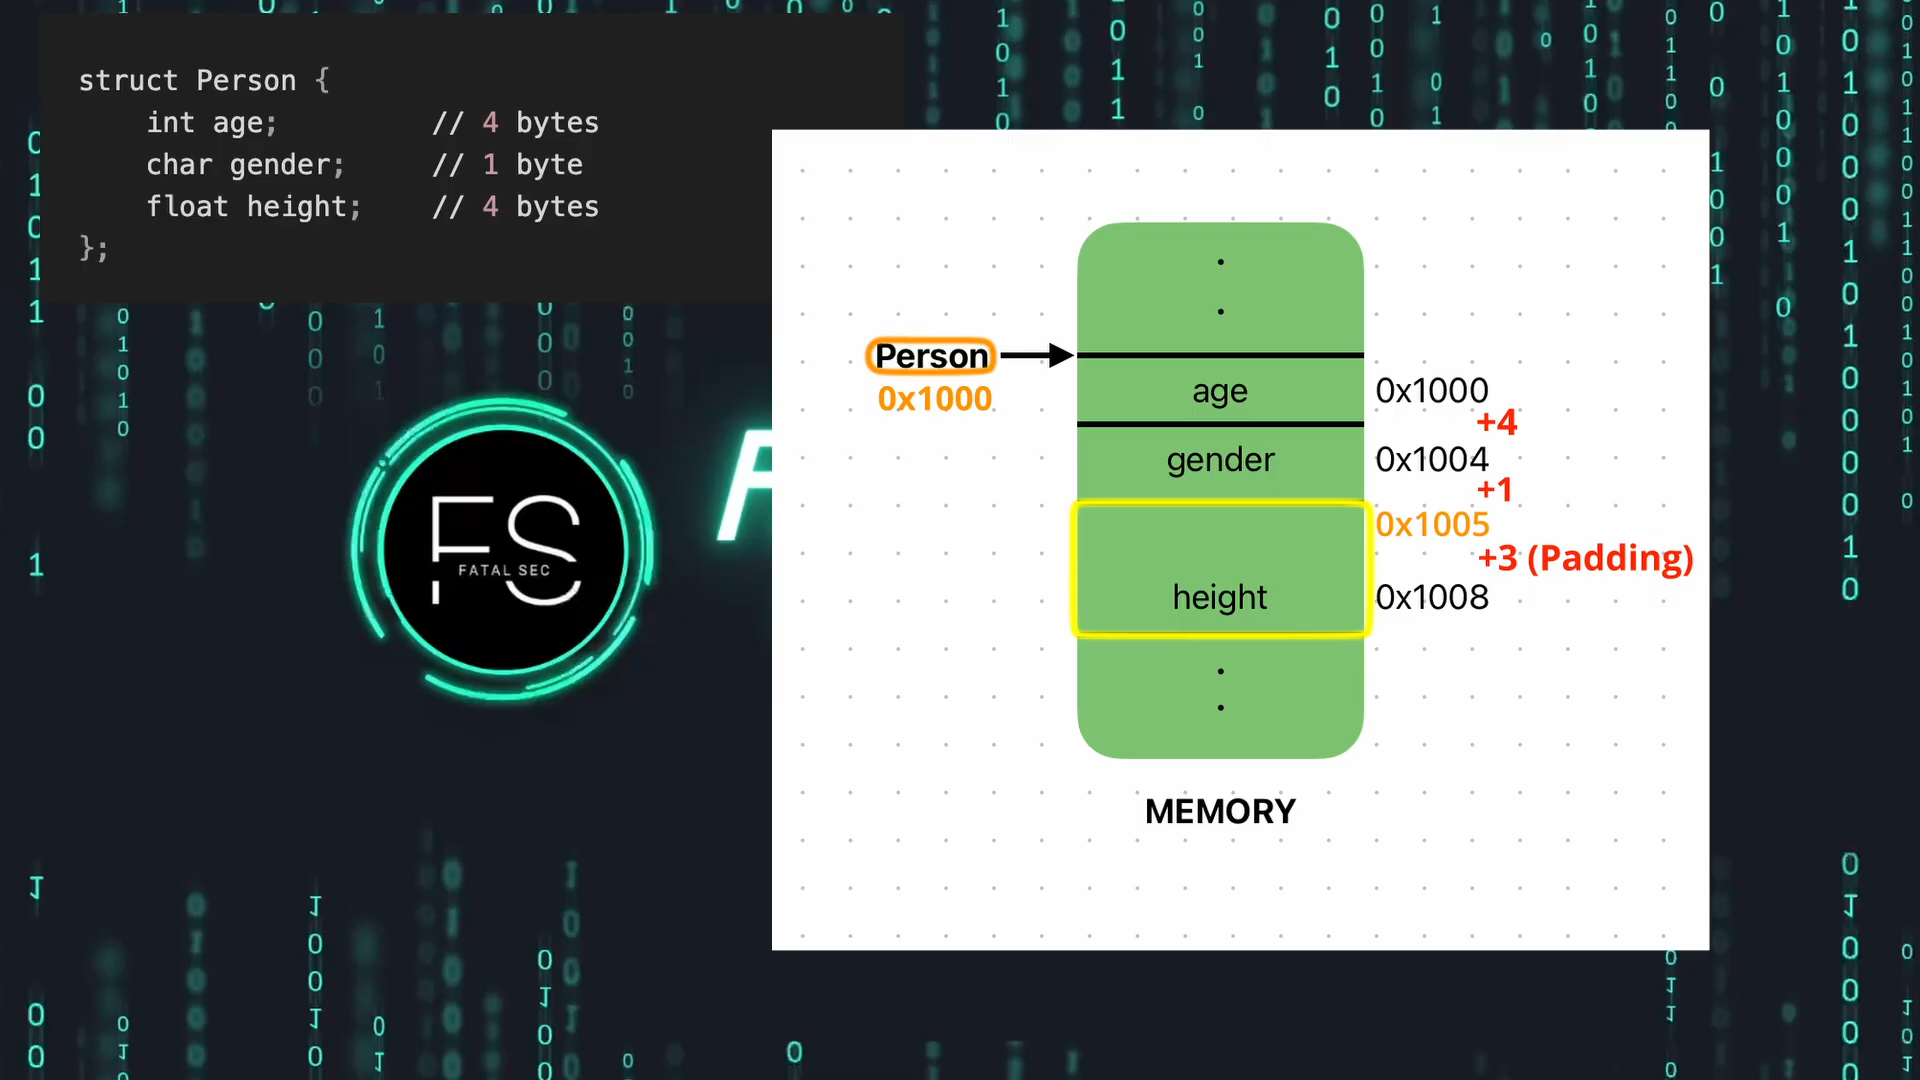 struct Person {
int age; // 4 bytes
char gender; // 1 byte
float height; // 4 bytes
};
FS
FATAL SEC
F
.
.
Person
0x1000
age 0x1000
+4
gender 0x1004
+1
0x1005
+3 (Padding)
height 0x1008
.
.
MEMORY